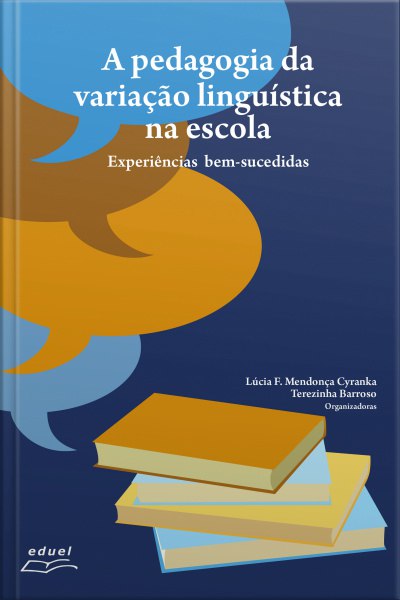 A pedagogia da
variação linguística
na escola
Experiências bem-sucedidas
Lúcia F. Mendonça Cyranka
Terezinha Barroso
Organizadoras
eduel